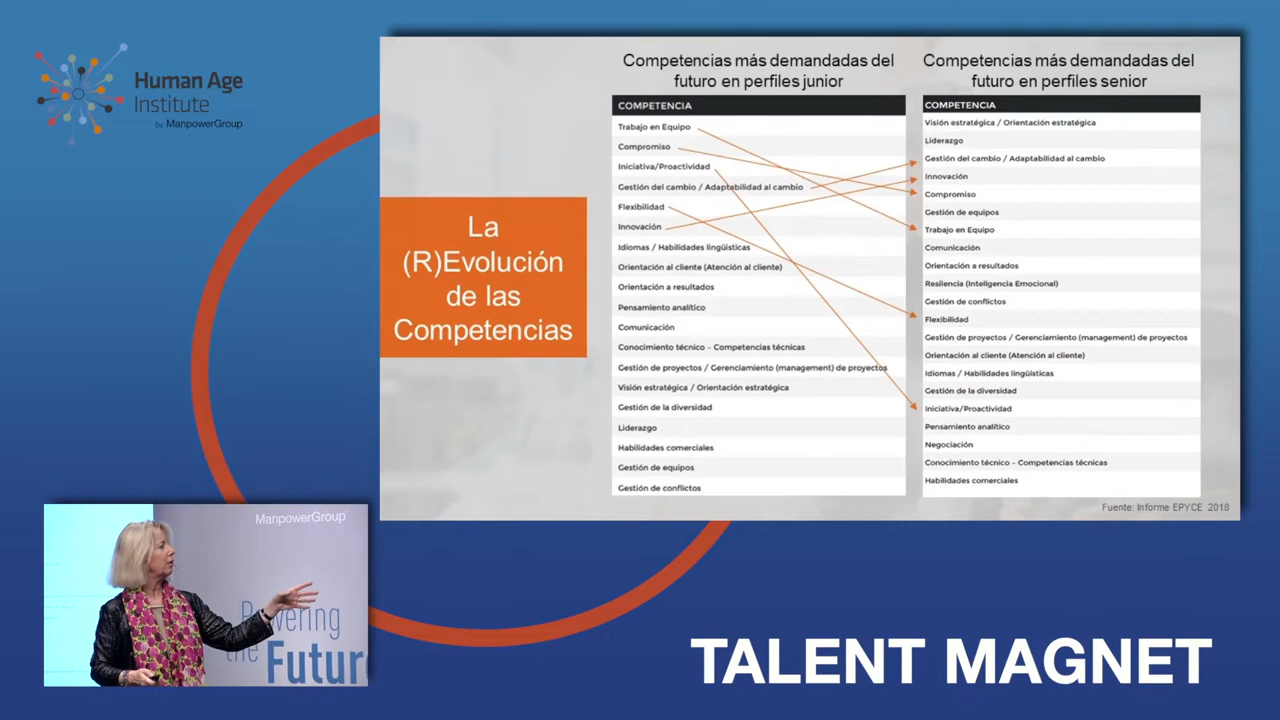 Human Age
Institute
by ManpowerGroup
La
(R)Evolución
de las
Competencias
Competencias más demandadas del
futuro en perfiles junior
COMPETENCIA
Trabajo en Equipo
Compromiso
Iniciativa/Proactividad
Gestión del cambio / Adaptabilidad al cambio
Flexibilidad
Innovación
Idiomas / Habilidades lingüísticas
Orientación al cliente (Atención al cliente)
Orientación a resultados
Pensamiento analítico
Comunicación
Conocimiento técnico – Competencias técnicas
Gestión de proyectos / Gerenciamiento (management) de proyectos
Visión estratégica / Orientación estratégica
Gestión de la diversidad
Liderazgo
Habilidades comerciales
Gestión de equipos
Gestión de conflictos
Competencias más demandadas del
futuro en perfiles senior
COMPETENCIA
Visión estratégica / Orientación estratégica
Liderazgo
Gestión del cambio / Adaptabilidad al cambio
Innovación
Compromiso
Gestión de equipos
Trabajo en Equipo
Comunicación
Orientación a resultados
Resilencia (Inteligencia Emocional)
Gestión de conflictos
Flexibilidad
Gestión de proyectos / Gerenciamiento (management) de proyectos
Orientación al cliente (Atención al cliente)
Idiomas / Habilidades lingüísticas
Gestión de la diversidad
Iniciativa/Proactividad
Pensamiento analítico
Negociación
Conocimiento técnico – Competencias técnicas
Habilidades comerciales
Fuente: Informe EPYCE 2018
ManpowerGroup
Powering
the Future
TALENT MAGNET